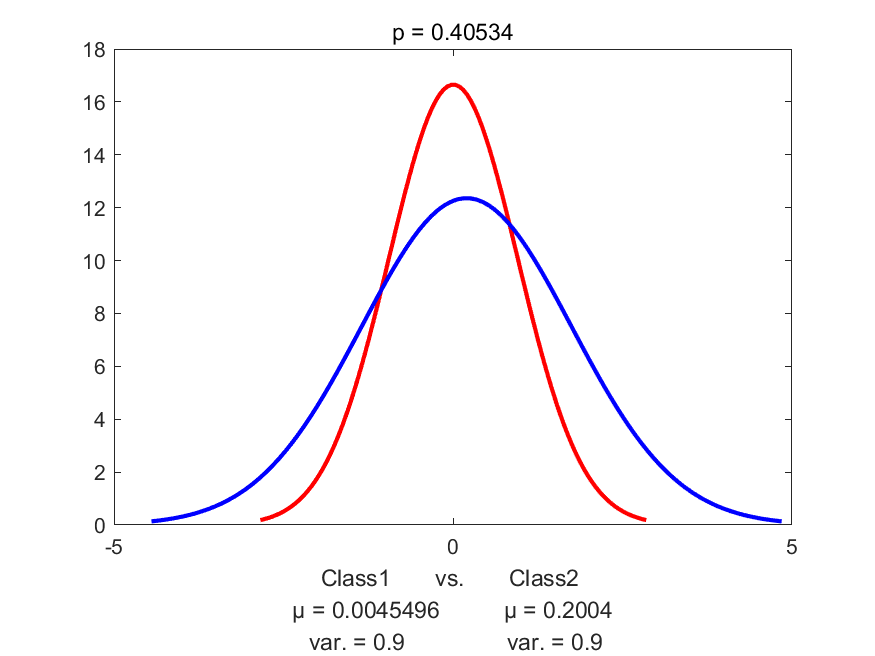 p = 0.40534
18
16
14
12
10
8
6
4
2
0
-5 0 5
Class1 vs. Class2
μ = 0.0045496 μ = 0.2004
var. = 0.9 var. = 0.9